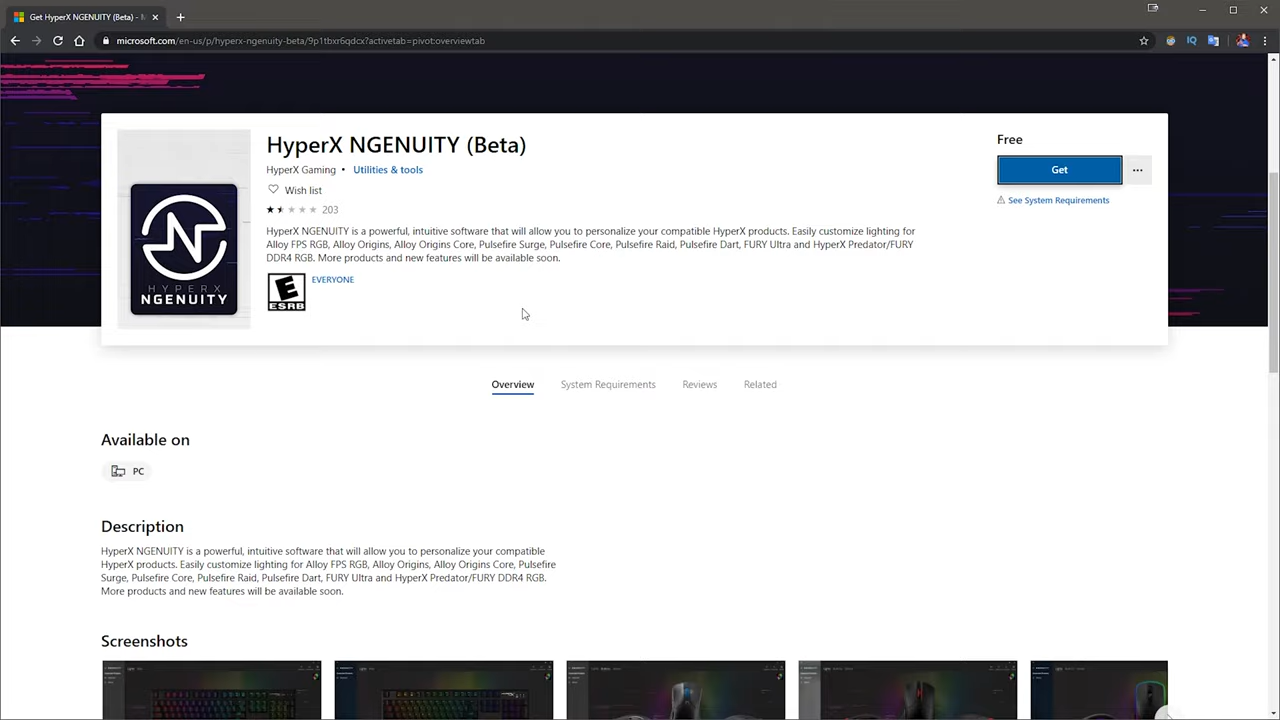 Get HyperX NGENUITY (Beta) - M
microsoft.com/en-us/p/hyperx-ngenuity-beta/9p1tbxr6qdcx?activetab=pivot:overviewtab
HyperX NGENUITY (Beta)
HyperX Gaming • Utilities & tools
Wish list
203
HyperX NGENUITY is a powerful, intuitive software that will allow you to personalize your compatible HyperX products. Easily customize lighting for
Alloy FPS RGB, Alloy Origins, Alloy Origins Core, Pulsefire Surge, Pulsefire Core, Pulsefire Raid, Pulsefire Dart, FURY Ultra and HyperX Predator/FURY
DDR4 RGB. More products and new features will be available soon.
E
ESRB
EVERYONE
HYPERX
NGENUITY
Free
Get
See System Requirements
Overview System Requirements Reviews Related
Available on
PC
Description
HyperX NGENUITY is a powerful, intuitive software that will allow you to personalize your compatible
HyperX products. Easily customize lighting for Alloy FPS RGB, Alloy Origins, Alloy Origins Core, Pulsefire
Surge, Pulsefire Core, Pulsefire Raid, Pulsefire Dart, FURY Ultra and HyperX Predator/FURY DDR4 RGB.
More products and new features will be available soon.
Screenshots